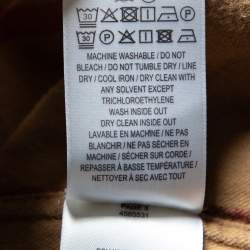 30
30
MACHINE WASHABLE / DO NOT
BLEACH / DO NOT TUMBLE DRY / LINE
DRY / COOL IRON / DRY CLEAN WITH
ANY SOLVENT EXCEPT
TRICHLOROETHYLENE
WASH INSIDE OUT
DRY CLEAN INSIDE OUT
LAVABLE EN MACHINE / NE PAS
BLANCHIR / NE PAS SÉCHER EN
MACHINE / SÉCHER SUR CORDE /
REPASSER À BASSE TEMPÉRATURE /
NETTOYER À SEC AVEC TOUT